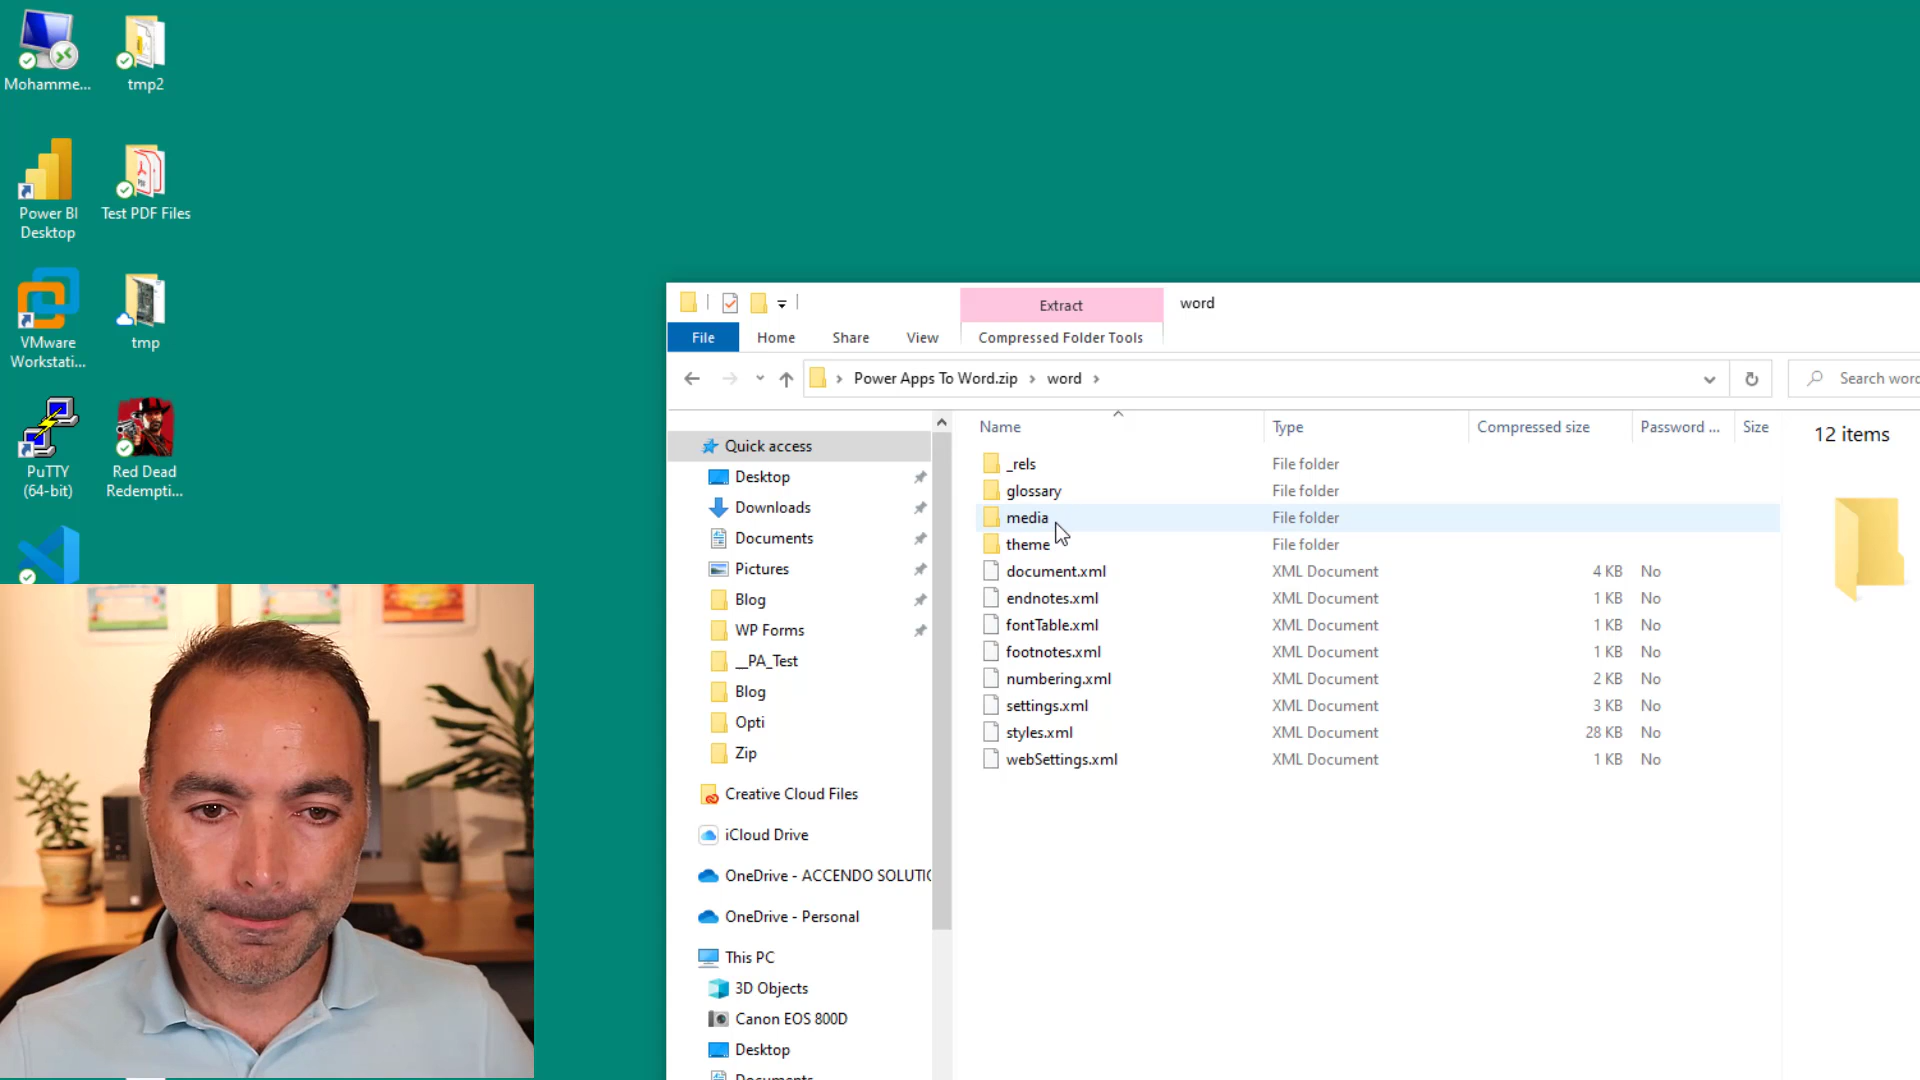 Mohamme...
tmp2
Power BI
Desktop
Test PDF Files
VMware
Workstati...
tmp
PuTTY
(64-bit)
Red Dead
Redempti...
Extract
word
File
Home
Share
View
Compressed Folder Tools
Power Apps To Word.zip
word
Search word
Name
Type
Compressed size
Password ...
Size
12 items
Quick access
Desktop
Downloads
Documents
Pictures
Blog
WP Forms
__PA_Test
Blog
Opti
Zip
Creative Cloud Files
iCloud Drive
OneDrive - ACCENDO SOLUTIO
OneDrive - Personal
This PC
3D Objects
Canon EOS 800D
Desktop
Documents
_rels File folder
glossary File folder
media File folder
theme File folder
document.xml XML Document 4 KB No
endnotes.xml XML Document 1 KB No
fontTable.xml XML Document 1 KB No
footnotes.xml XML Document 1 KB No
numbering.xml XML Document 2 KB No
settings.xml XML Document 3 KB No
styles.xml XML Document 28 KB No
webSettings.xml XML Document 1 KB No